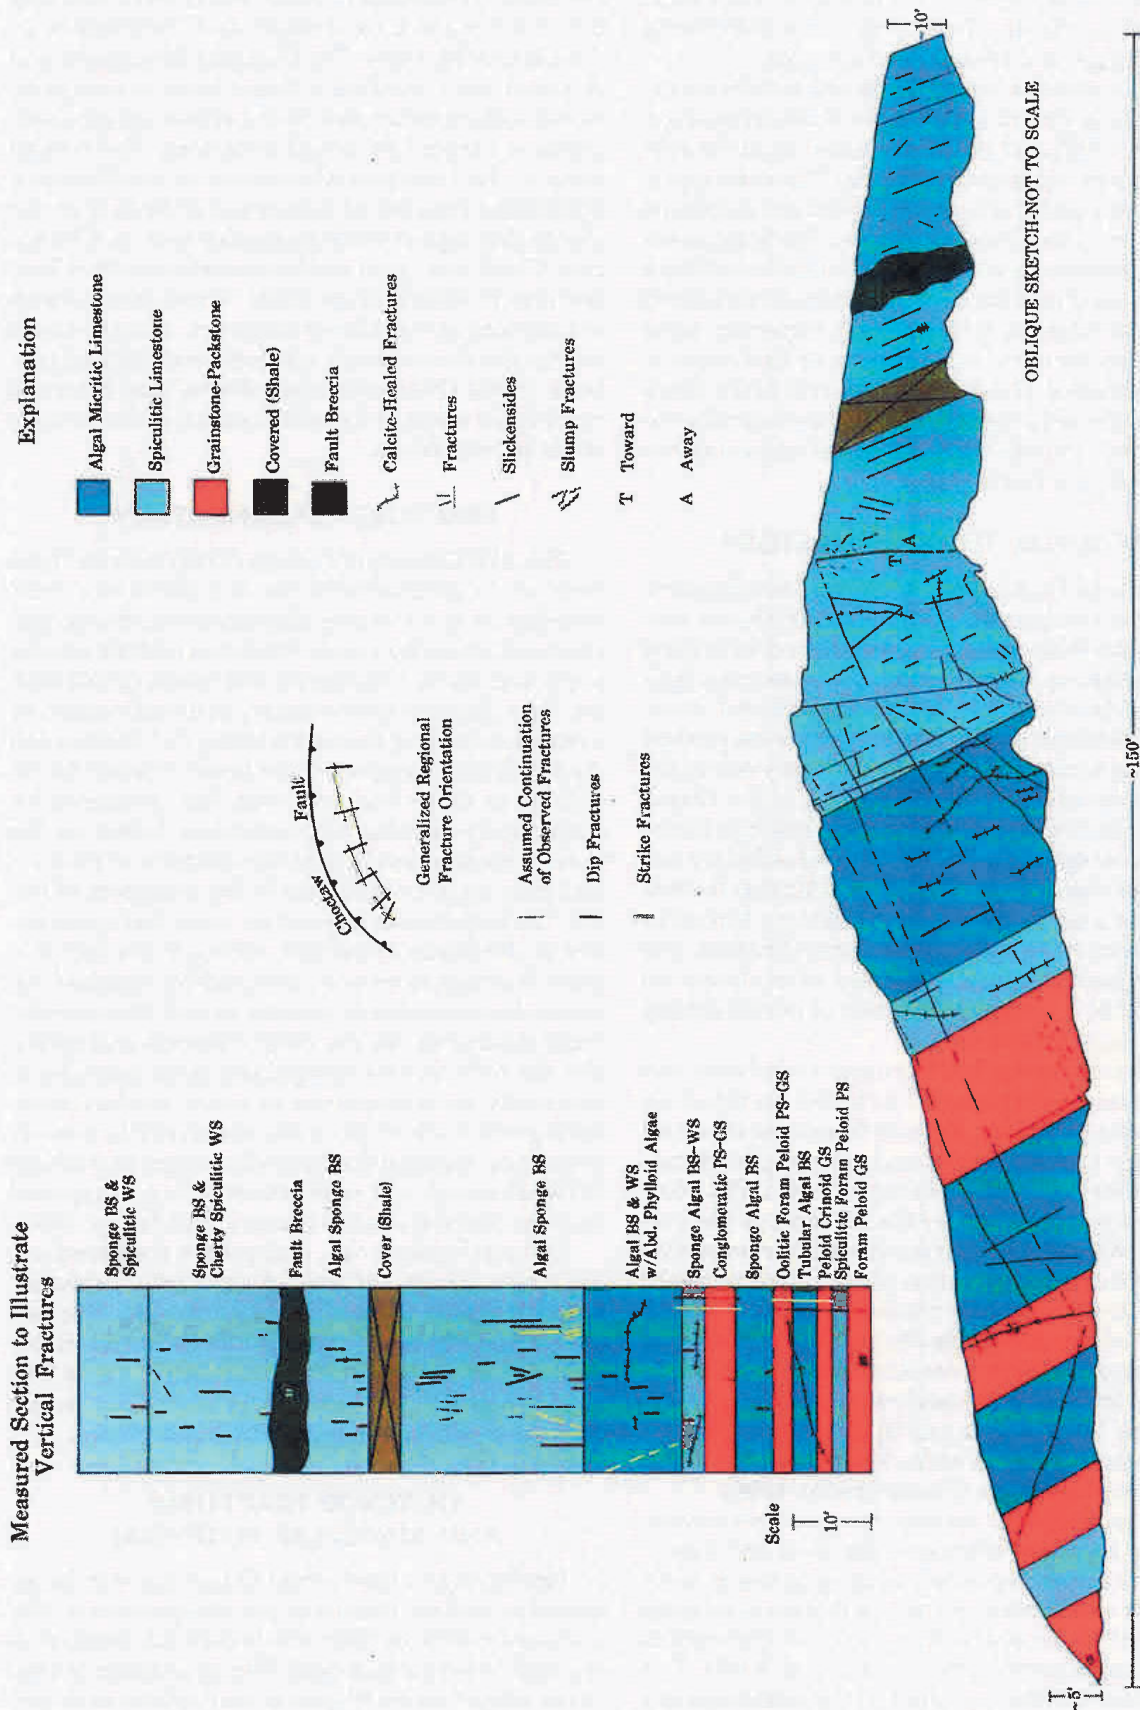 Measured Section to Illustrate
Vertical Fractures
Sponge BS &
Spiculitic WS
Sponge BS &
Cherty Spiculitic WS
Fault Breccia
Algal Sponge BS
Cover (Shale)
Algal Sponge BS
Algal BS & WS
w/Abd. Phylloid Algae
Sponge Algal BS-WS
Conglomeratic PS-GS
Sponge Algal BS
Oolitic Foram Peloid PS-GS
Tubular Algal BS
Peloid Crinoid GS
Spiculitic Foram Peloid PS
Foram Peloid GS
Scale
10'
Choctaw
Fault
Generalized Regional
Fracture Orientation
Assumed Continuation
of Observed Fractures
Dip Fractures
Strike Fractures
Explanation
Algal Micritic Limestone
Spiculitic Limestone
Grainstone-Packstone
Covered (Shale)
Fault Breccia
Calcite-Healed Fractures
Fractures
Slickensides
Slump Fractures
T Toward
A Away
T A
~5'
~150'
~10'
OBLIQUE SKETCH-NOT TO SCALE